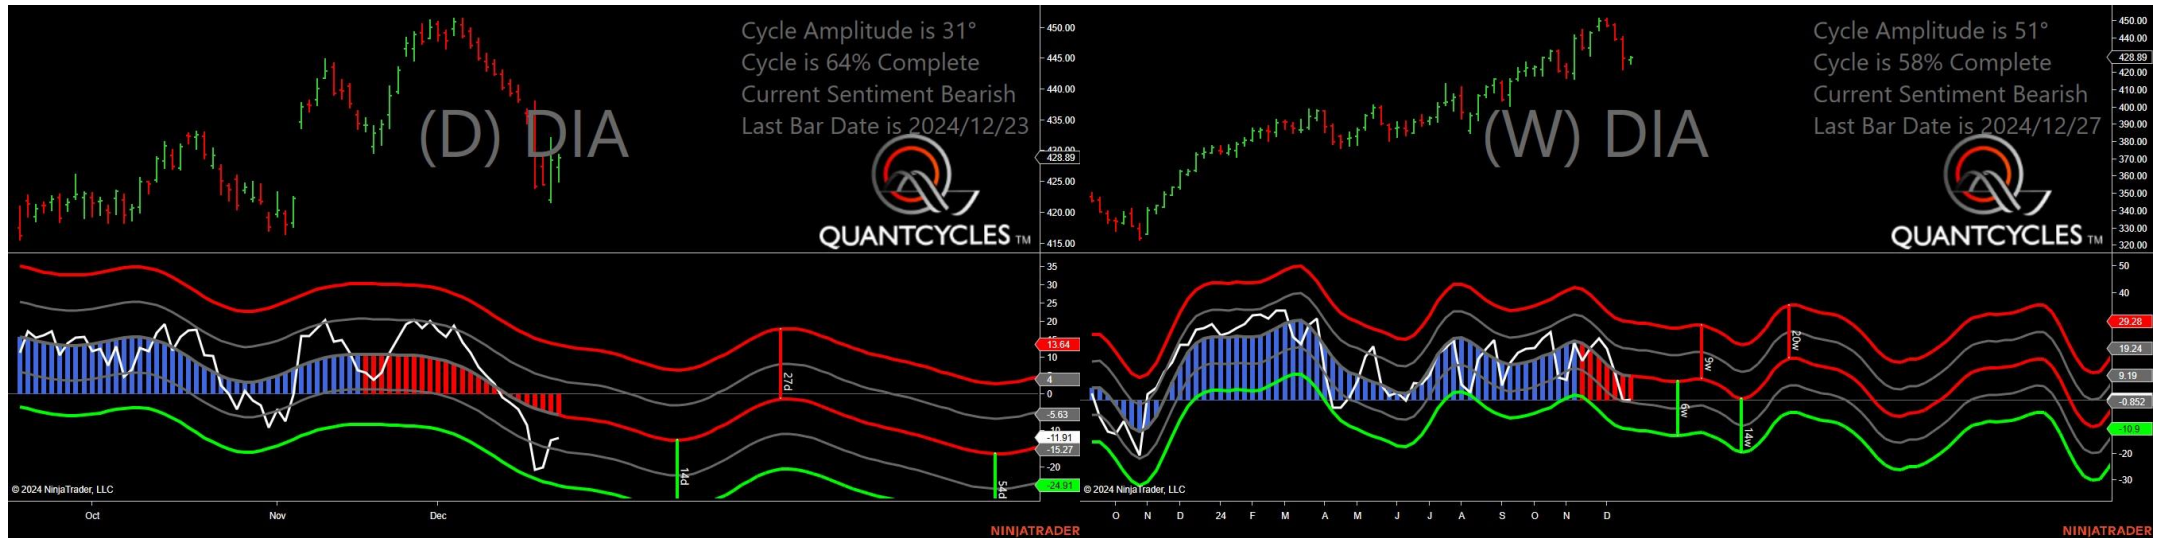 Cycle Amplitude is 31°
Cycle is 64% Complete
Current Sentiment Bearish
Last Bar Date is 2024/12/23
(D) DIA
QUANTCYCLES TM
450.00
445.00
440.00
435.00
430.00
428.89
425.00
420.00
415.00
35
30
25
20
13.64
10
4
0
-5.63
-10
-11.91
-15.27
-20
-24.91
27d
14d
54d
© 2024 NinjaTrader, LLC
Oct Nov Dec
NINJATRADER
Cycle Amplitude is 51°
Cycle is 58% Complete
Current Sentiment Bearish
Last Bar Date is 2024/12/27
(W) DIA
QUANTCYCLES TM
450.00
440.00
428.89
420.00
410.00
400.00
390.00
380.00
370.00
360.00
350.00
340.00
330.00
320.00
50
40
29.28
19.24
9.19
-0.852
-10.9
-20
-30
9w
20w
6w
14w
© 2024 NinjaTrader, LLC
O N D 24 F M A M J J A S O N D
NINJATRADER